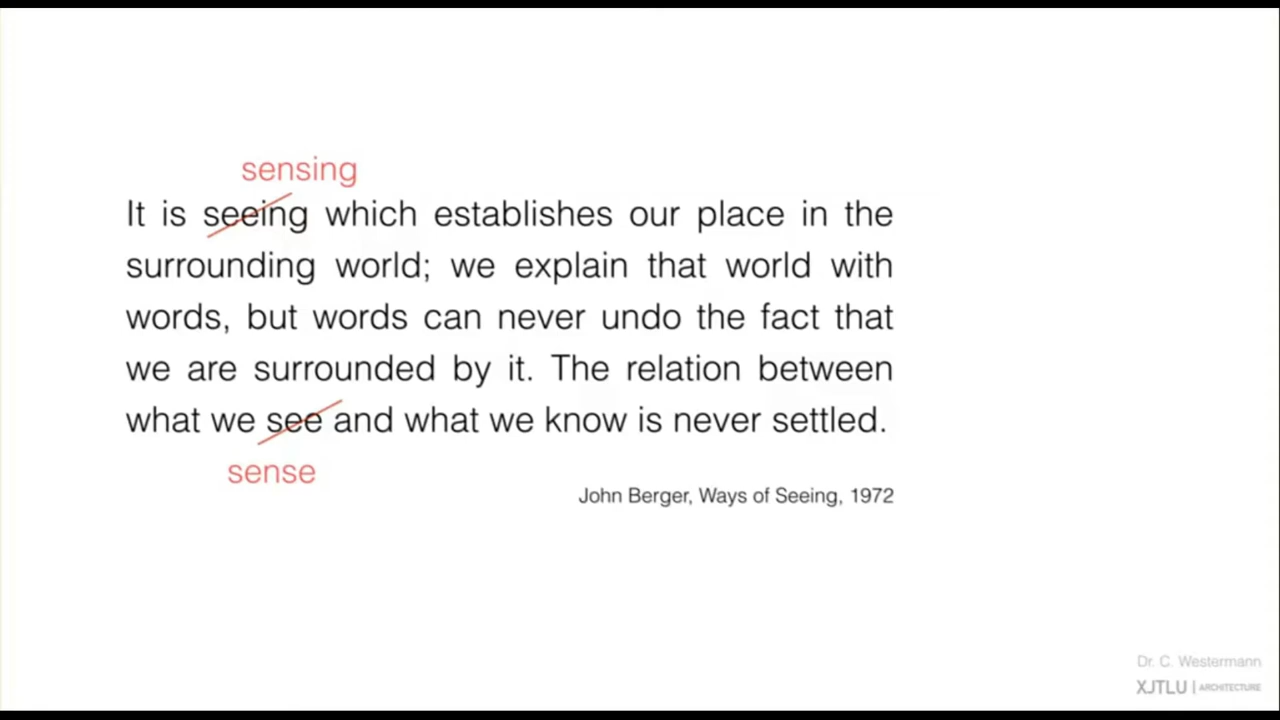 sensing
It is seeing which establishes our place in the
surrounding world; we explain that world with
words, but words can never undo the fact that
we are surrounded by it. The relation between
what we see and what we know is never settled.
sense
John Berger, Ways of Seeing, 1972
Dr. C. Westermann
XJTLU | ARCHITECTURE